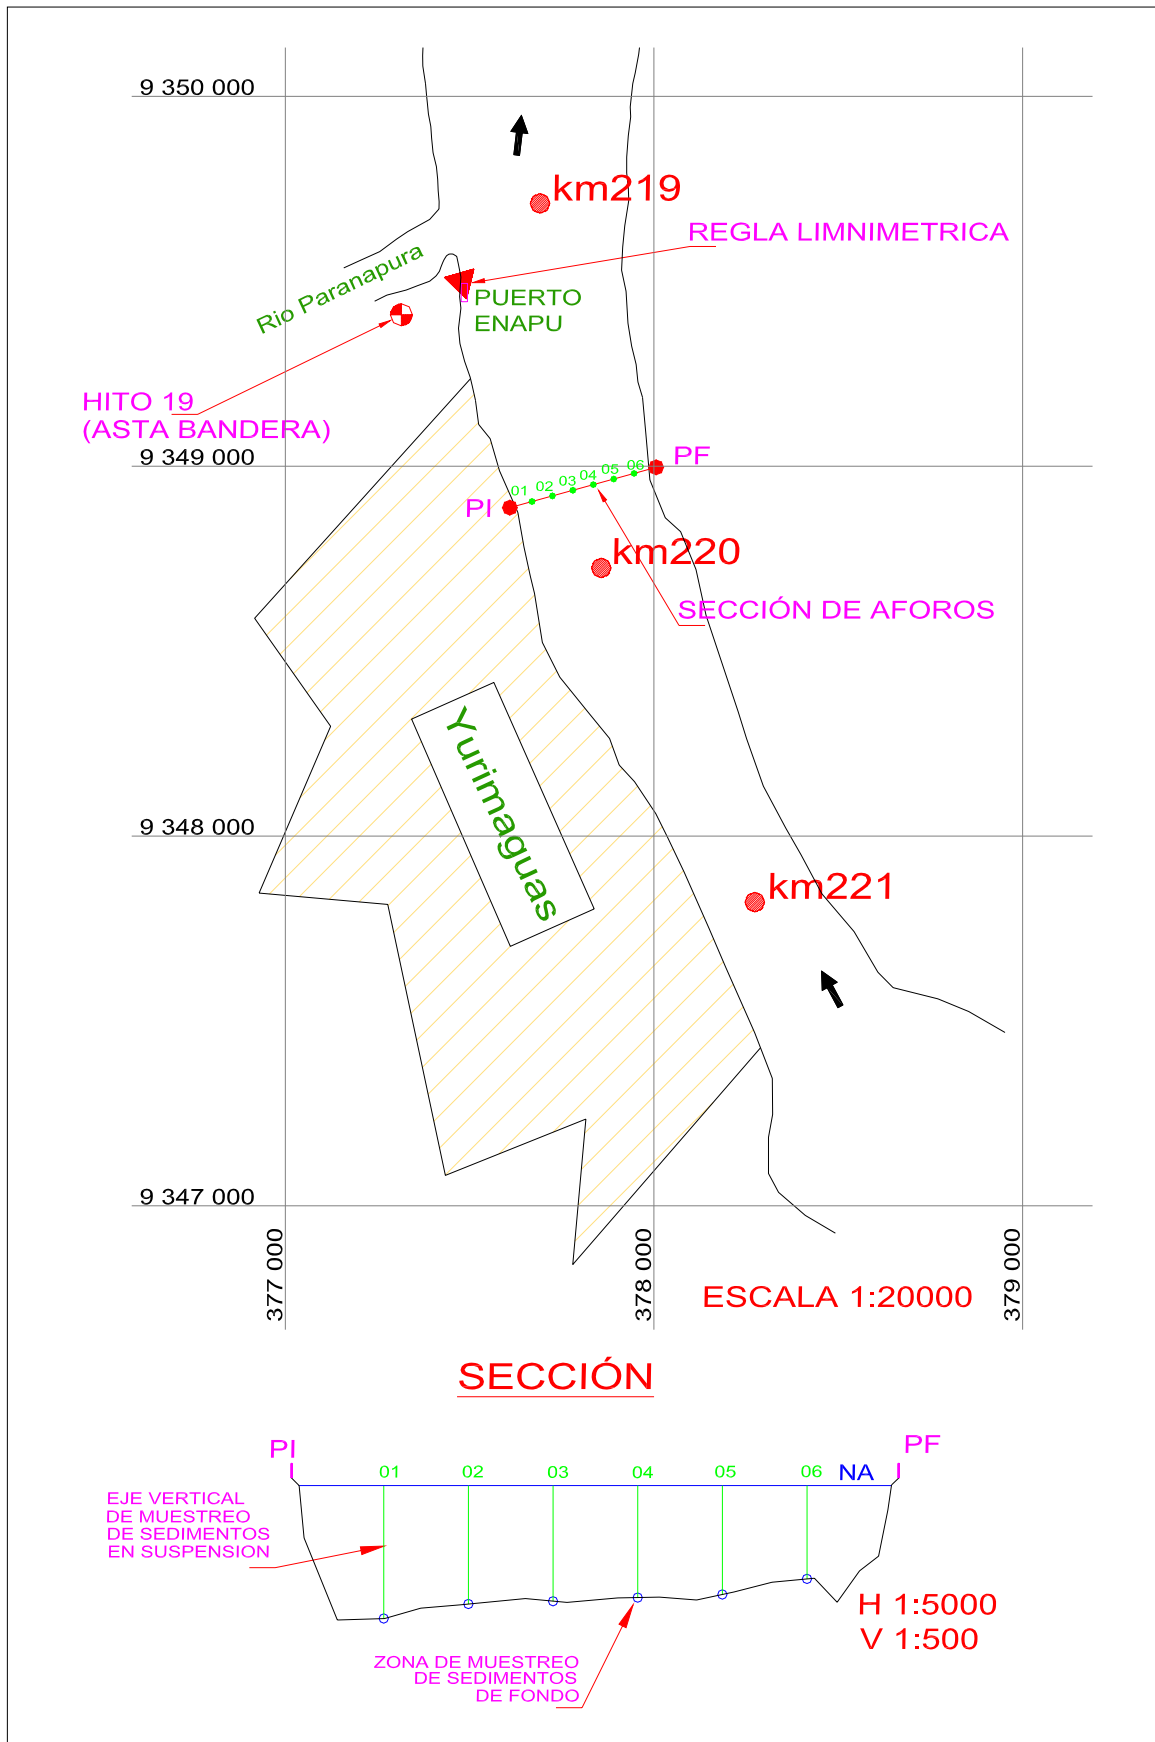 9 350 000
km219
REGLA LIMNIMETRICA
Rio Paranapura
PUERTO
ENAPU
HITO 19
(ASTA BANDERA)
9 349 000
PF
01
02
03
04
05
06
PI
km220
SECCIÓN DE AFOROS
Yurimaguas
9 348 000
km221
9 347 000
377 000
378 000
379 000
ESCALA 1:20000
SECCIÓN
PI
PF
01
02
03
04
05
06
NA
EJE VERTICAL
DE MUESTREO
DE SEDIMENTOS
EN SUSPENSION
H 1:5000
V 1:500
ZONA DE MUESTREO
DE SEDIMENTOS
DE FONDO